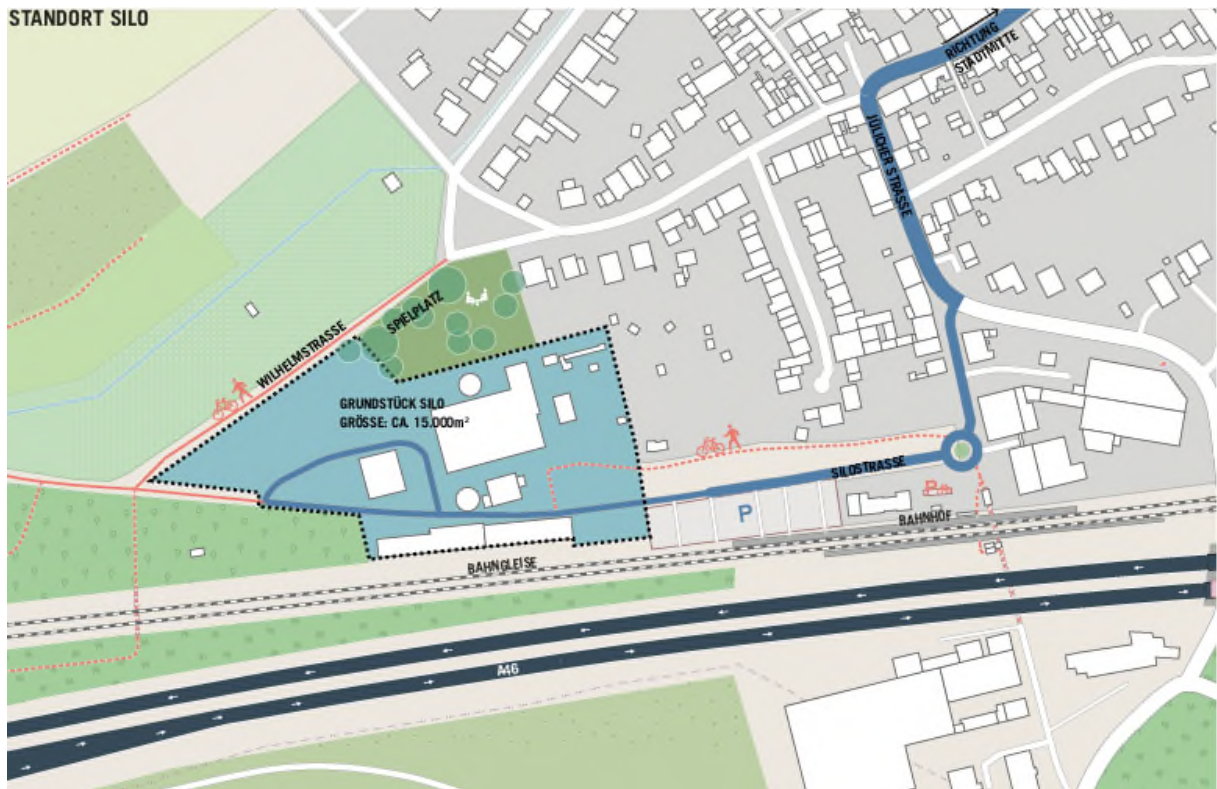 STANDORT SILO
RICHTUNG
STADTMITTE
JÜLICHER STRASSE
SPIELPLATZ
WILHELMSTRASSE
GRUNDSTÜCK SILO
GRÖSSE: CA. 15.000m²
SILOSTRASSE
P
P
BAHNHOF
BAHNGLEISE
A46